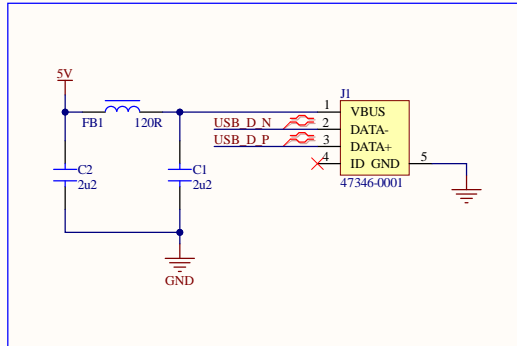 5V
J1
FB1 120R
1 VBUS
USB_D_N 2 DATA-
USB_D_P 3 DATA+
4 ID GND 5
C2 C1
2u2 2u2
47346-0001
GND